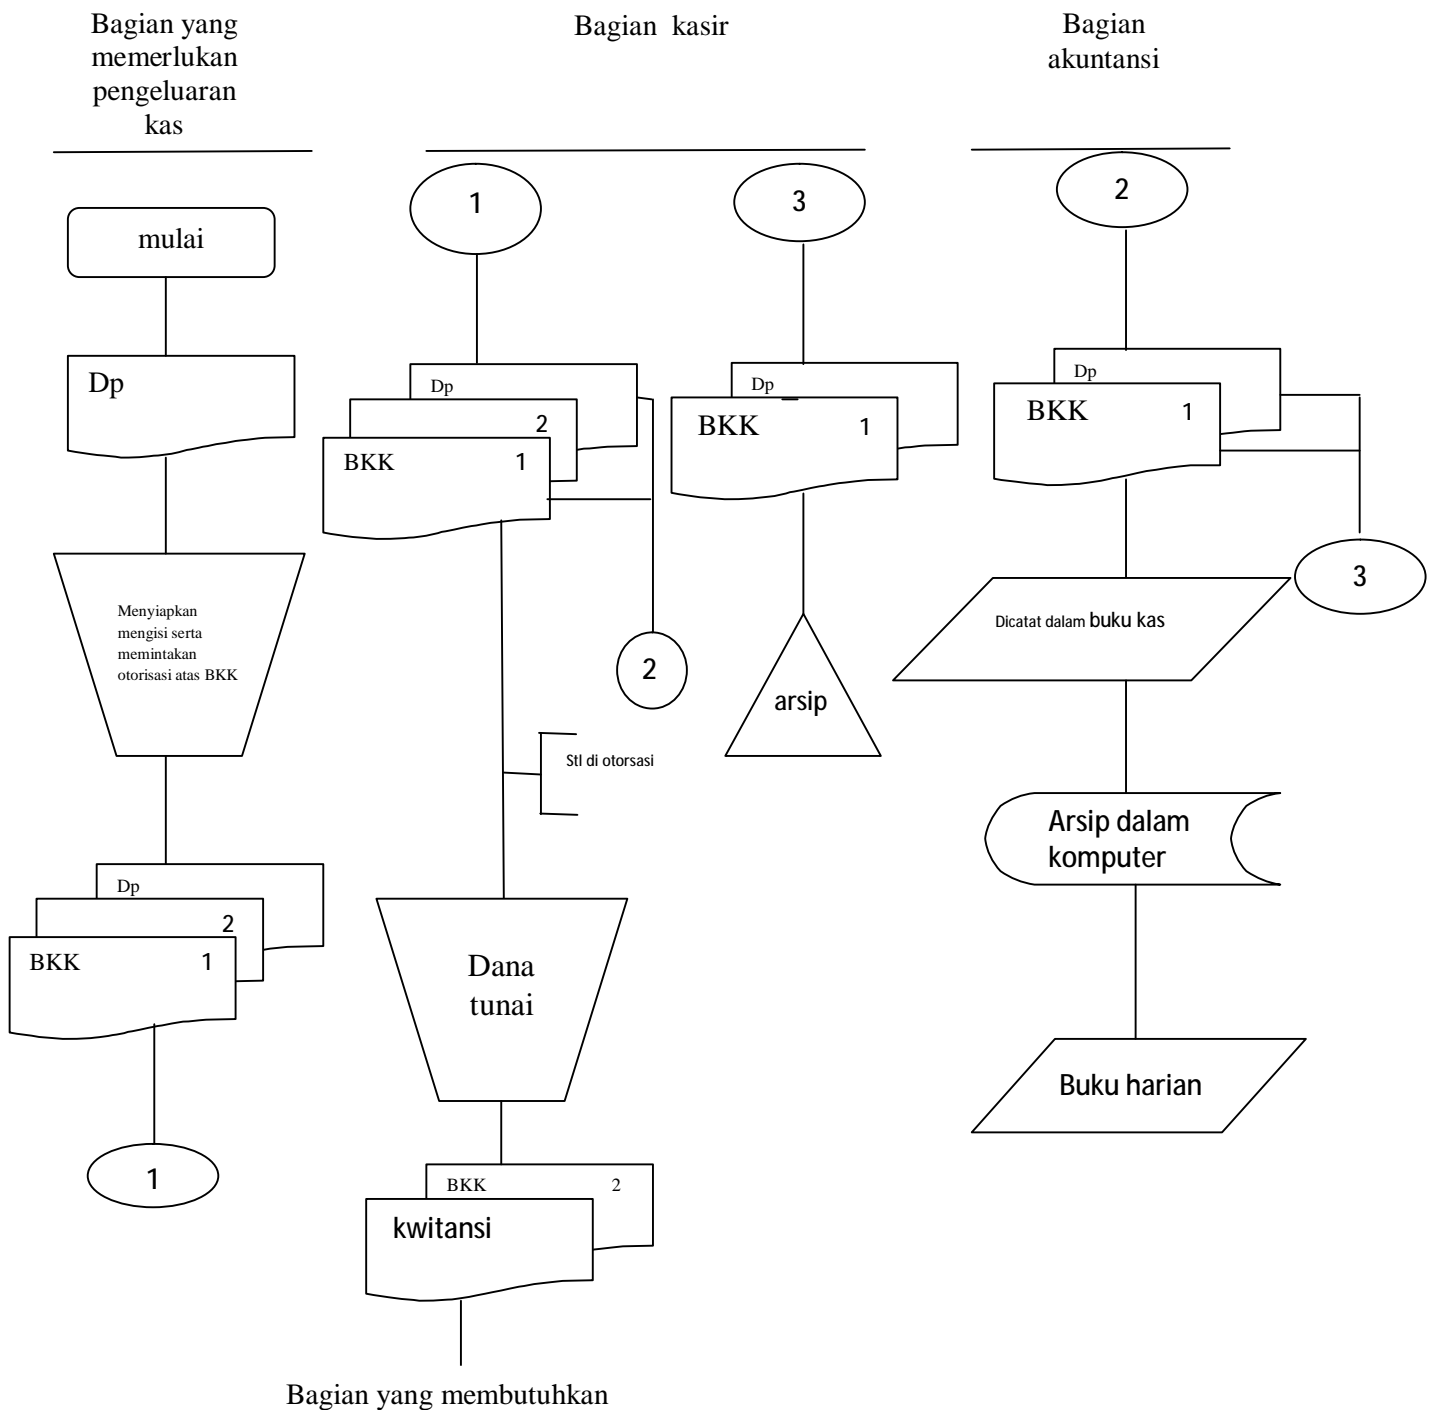 Bagian yang
memerlukan
pengeluaran
kas
mulai
Dp
Menyiapkan
mengisi serta
memintakan
otorisasi atas BKK
Dp
2
BKK 1
1
Bagian kasir
1
Dp
2
BKK 1
2
Stl di otorsasi
Dana
tunai
BKK 2
kwitansi
Bagian yang membutuhkan
3
Dp
BKK 1
arsip
Bagian
akuntansi
2
Dp
BKK 1
3
Dicatat dalam buku kas
Arsip dalam
komputer
Buku harian